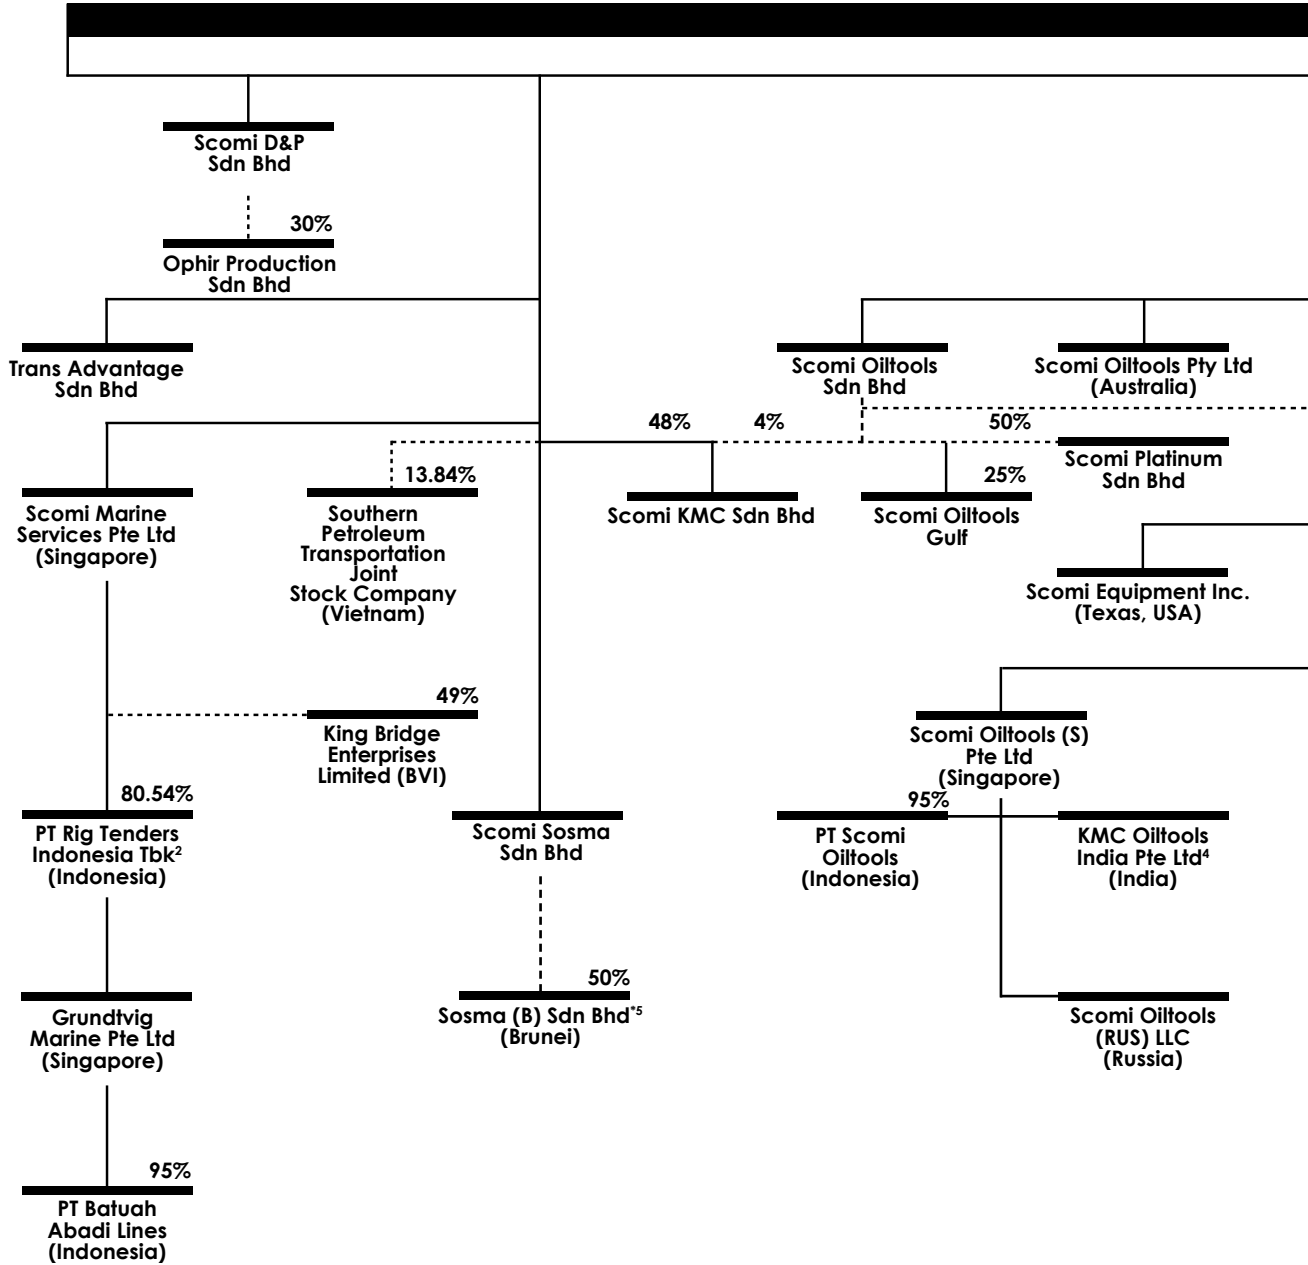 Scomi D&P
Sdn Bhd
30%
Ophir Production
Sdn Bhd
Trans Advantage
Sdn Bhd
Scomi Oiltools
Sdn Bhd
Scomi Oiltools Pty Ltd
(Australia)
48%
4%
50%
Scomi Marine
Services Pte Ltd
(Singapore)
13.84%
Southern
Petroleum
Transportation
Joint
Stock Company
(Vietnam)
Scomi KMC Sdn Bhd
25%
Scomi Oiltools
Gulf
Scomi Platinum
Sdn Bhd
Scomi Equipment Inc.
(Texas, USA)
49%
King Bridge
Enterprises
Limited (BVI)
Scomi Oiltools (S)
Pte Ltd
(Singapore)
80.54%
PT Rig Tenders
Indonesia Tbk²
(Indonesia)
Scomi Sosma
Sdn Bhd
95%
PT Scomi
Oiltools
(Indonesia)
KMC Oiltools
India Pte Ltd⁴
(India)
Grundtvig
Marine Pte Ltd
(Singapore)
50%
Sosma (B) Sdn Bhd*⁵
(Brunei)
Scomi Oiltools
(RUS) LLC
(Russia)
95%
PT Batuah
Abadi Lines
(Indonesia)